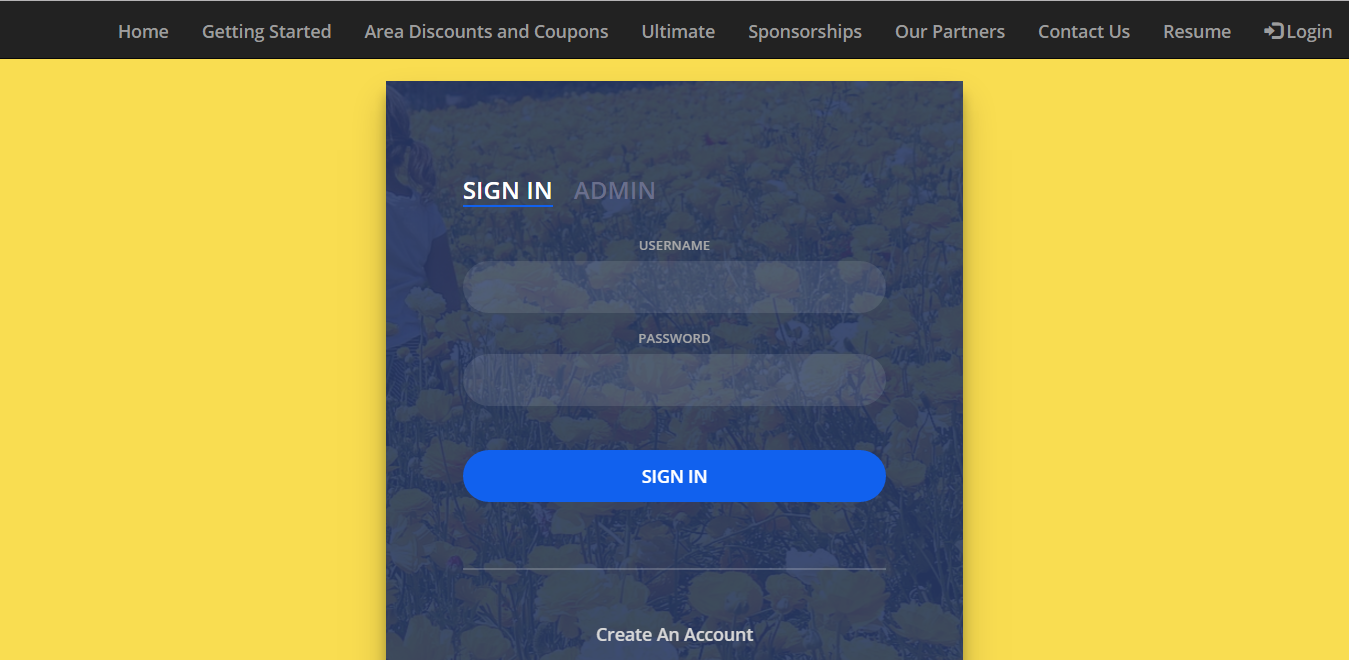 Home Getting Started Area Discounts and Coupons Ultimate Sponsorships Our Partners Contact Us Resume Login
SIGN IN ADMIN
USERNAME
PASSWORD
SIGN IN
Create An Account